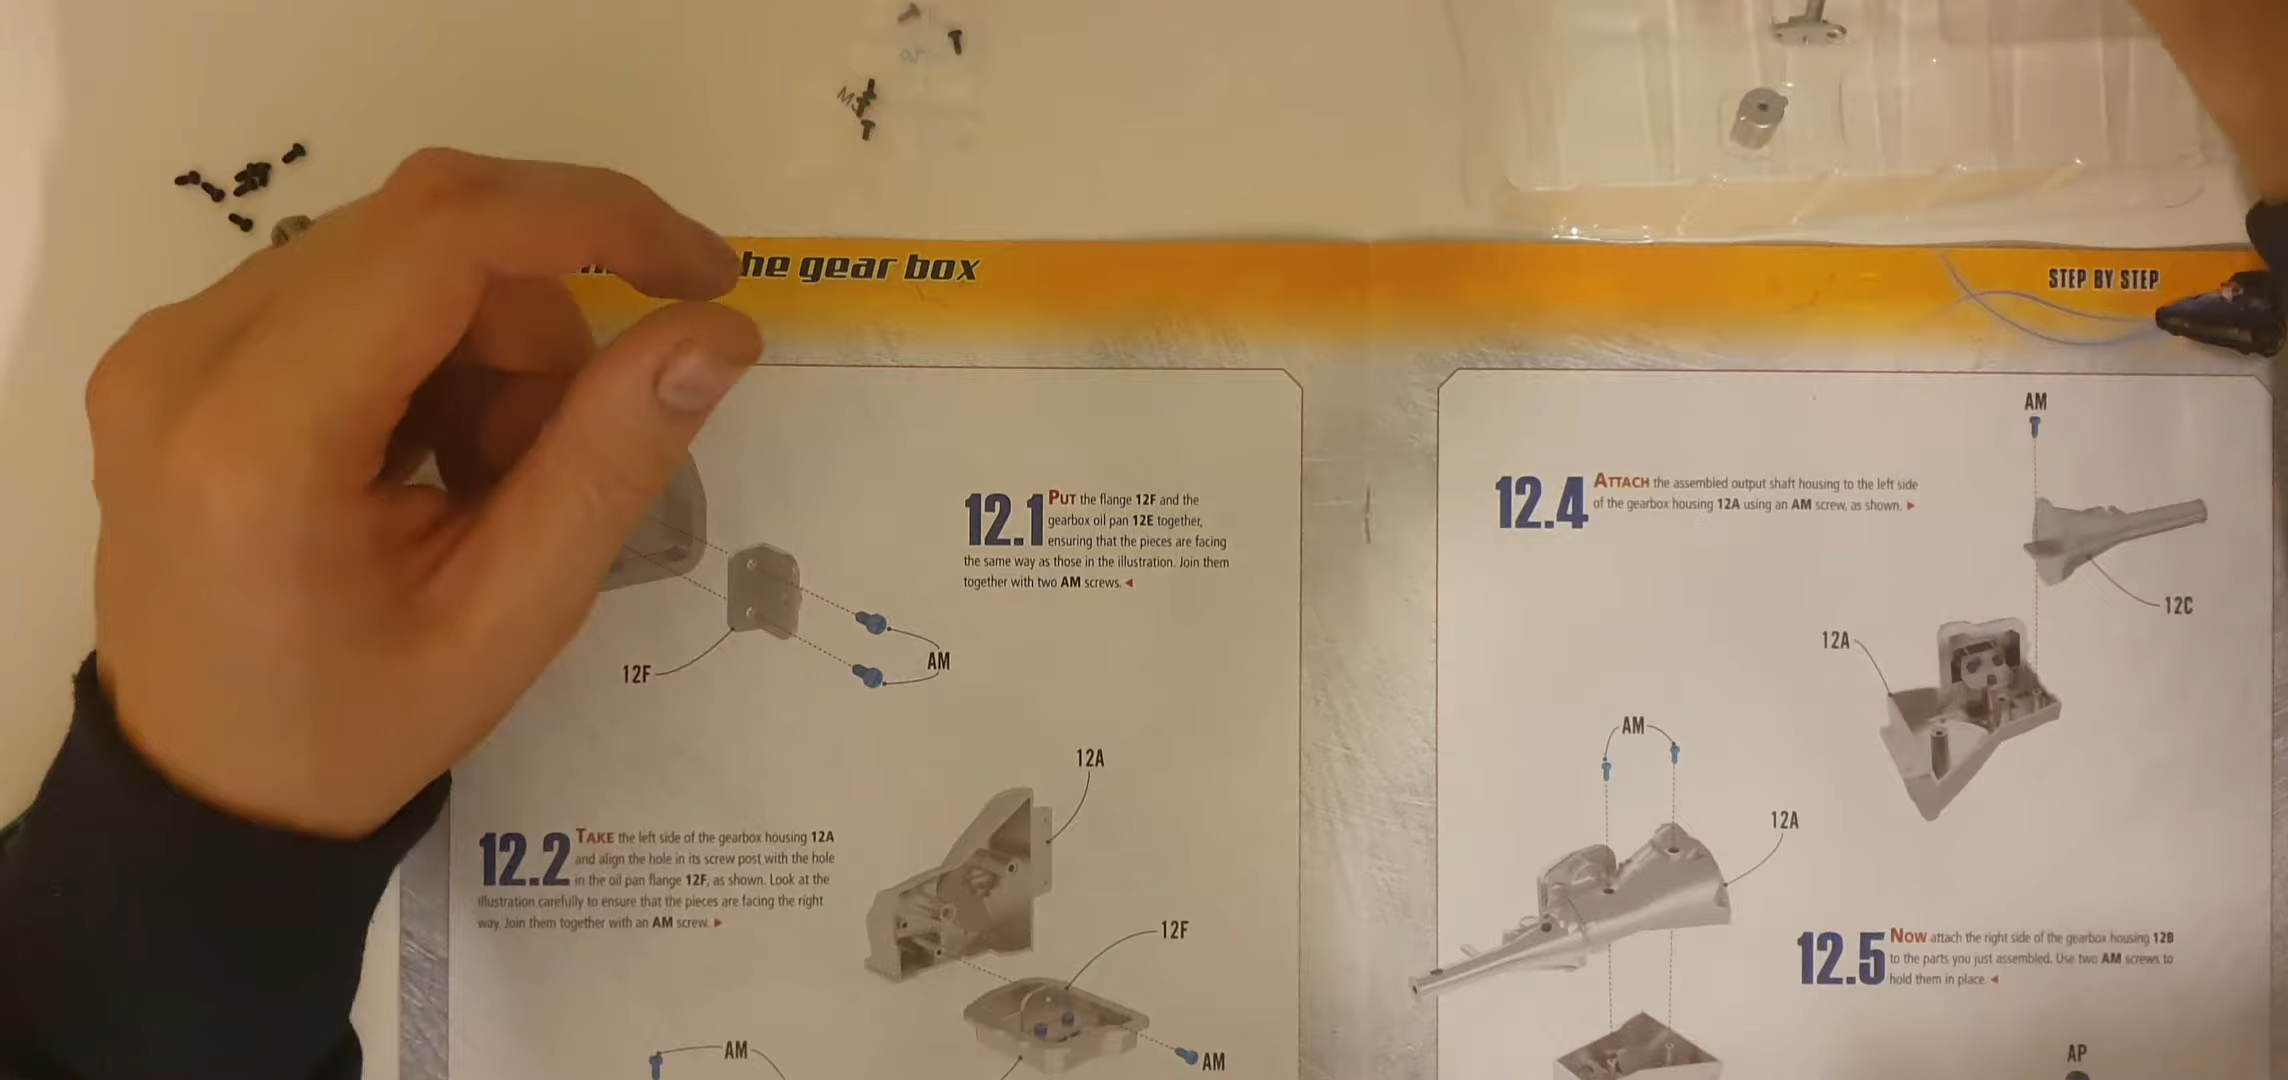 he gear box
STEP BY STEP
12.1 PUT the flange 12F and the
gearbox oil pan 12E together,
ensuring that the pieces are facing
the same way as those in the illustration. Join them
together with two AM screws.
12F
AM
12A
12.2 TAKE the left side of the gearbox housing 12A
and align the hole in its screw post with the hole
in the oil pan flange 12F, as shown. Look at the
illustration carefully to ensure that the pieces are facing the right
way. Join them together with an AM screw.
12F
AM
AM
AM
12.4 ATTACH the assembled output shaft housing to the left side
of the gearbox housing 12A using an AM screw, as shown.
12C
12A
AM
12A
12.5 NOW attach the right side of the gearbox housing 12B
to the parts you just assembled. Use two AM screws to
hold them in place.
AP